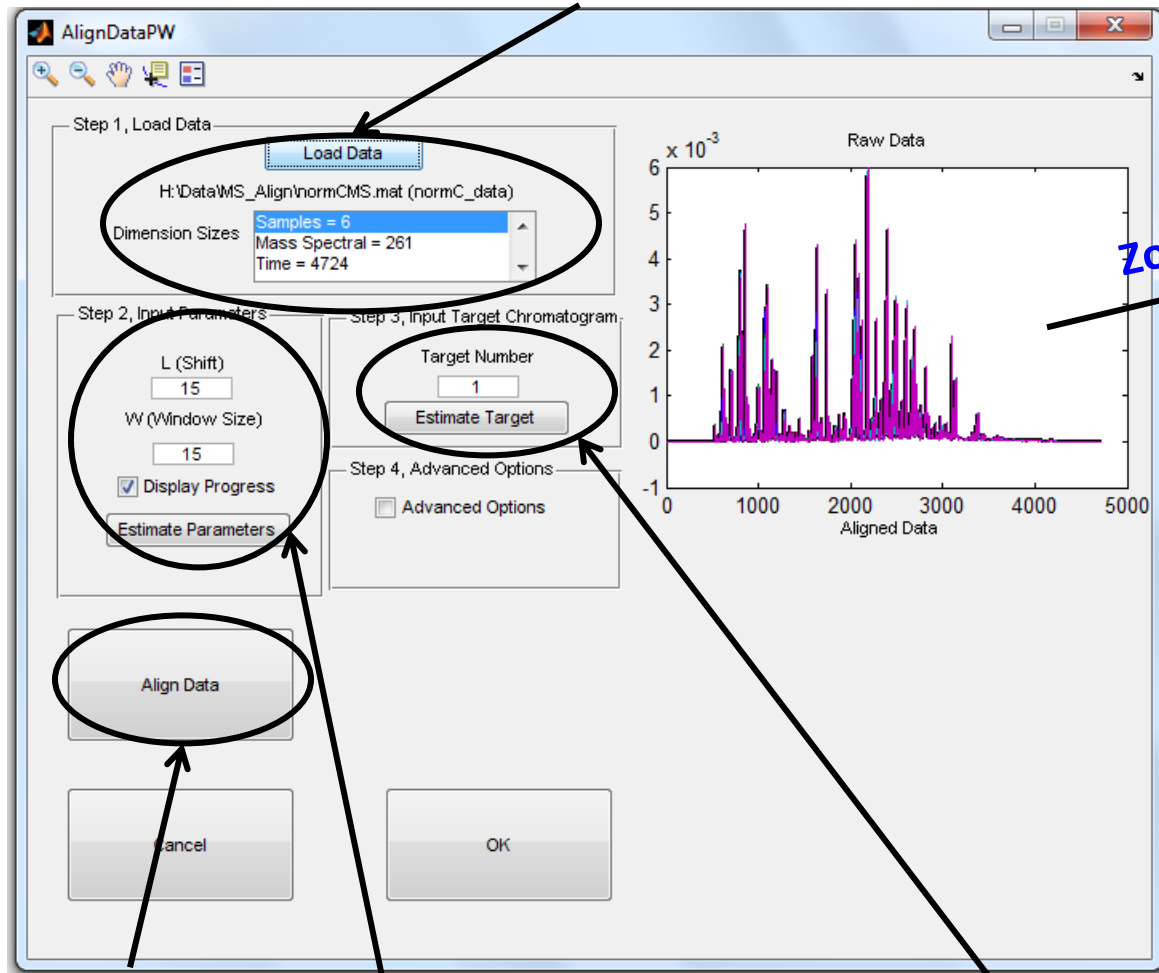 AlignDataPW
Step 1, Load Data
Load Data
H:\Data\MS_Align\normCMS.mat (normC_data)
Dimension Sizes
Samples = 6
Mass Spectral = 261
Time = 4724
Step 2, Input Parameters
L (Shift)
15
W (Window Size)
15
Display Progress
Estimate Parameters
Step 3, Input Target Chromatogram
Target Number
1
Estimate Target
Step 4, Advanced Options
Advanced Options
Align Data
Cancel
OK
Raw Data
x 10^-3
6
5
4
3
2
1
0
-1
0 1000 2000 3000 4000 5000
Aligned Data
Zo